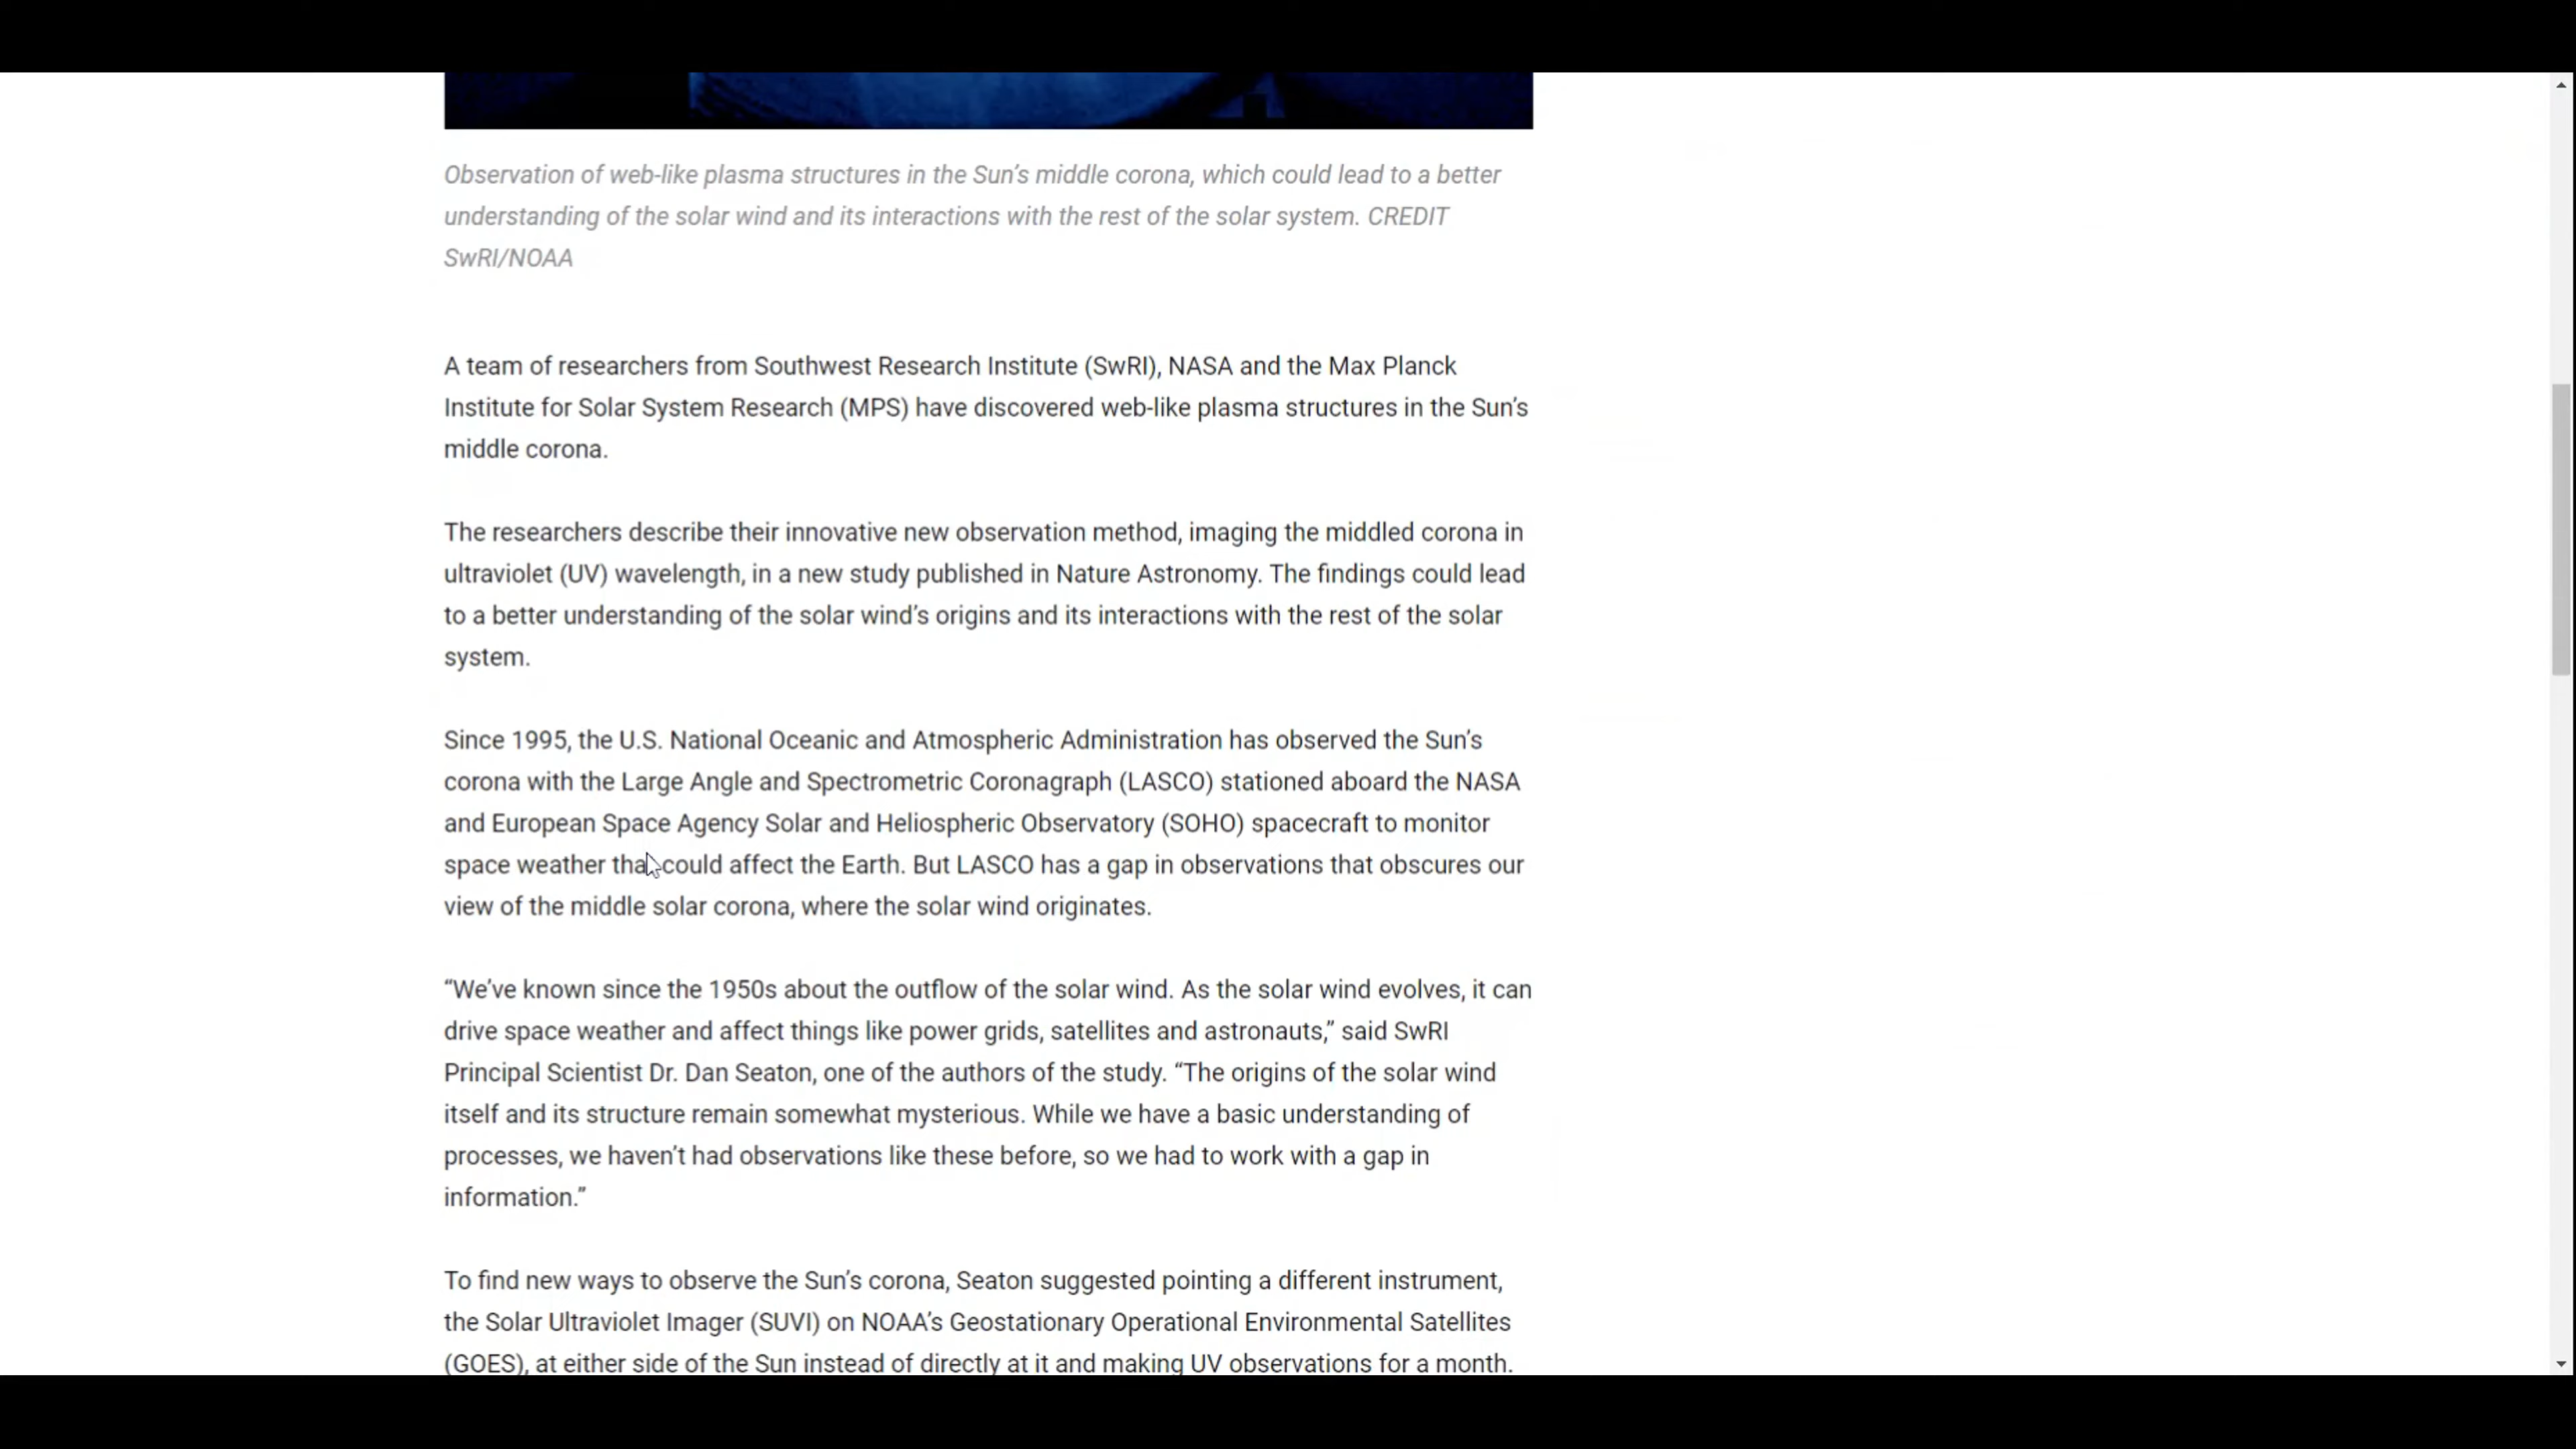 Observation of web-like plasma structures in the Sun’s middle corona, which could lead to a better
understanding of the solar wind and its interactions with the rest of the solar system. CREDIT
SwRI/NOAA
A team of researchers from Southwest Research Institute (SwRI), NASA and the Max Planck
Institute for Solar System Research (MPS) have discovered web-like plasma structures in the Sun’s
middle corona.
The researchers describe their innovative new observation method, imaging the middled corona in
ultraviolet (UV) wavelength, in a new study published in Nature Astronomy. The findings could lead
to a better understanding of the solar wind’s origins and its interactions with the rest of the solar
system.
Since 1995, the U.S. National Oceanic and Atmospheric Administration has observed the Sun’s
corona with the Large Angle and Spectrometric Coronagraph (LASCO) stationed aboard the NASA
and European Space Agency Solar and Heliospheric Observatory (SOHO) spacecraft to monitor
space weather that could affect the Earth. But LASCO has a gap in observations that obscures our
view of the middle solar corona, where the solar wind originates.
“We’ve known since the 1950s about the outflow of the solar wind. As the solar wind evolves, it can
drive space weather and affect things like power grids, satellites and astronauts,” said SwRI
Principal Scientist Dr. Dan Seaton, one of the authors of the study. “The origins of the solar wind
itself and its structure remain somewhat mysterious. While we have a basic understanding of
processes, we haven’t had observations like these before, so we had to work with a gap in
information.”
To find new ways to observe the Sun’s corona, Seaton suggested pointing a different instrument,
the Solar Ultraviolet Imager (SUVI) on NOAA’s Geostationary Operational Environmental Satellites
(GOES), at either side of the Sun instead of directly at it and making UV observations for a month.